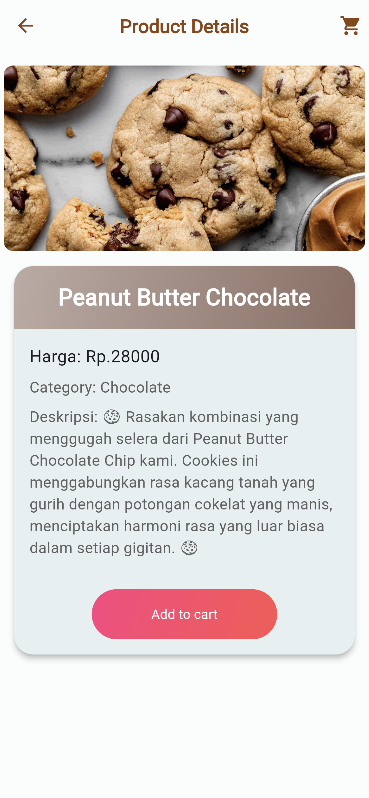 Product Details
Peanut Butter Chocolate
Harga: Rp.28000
Category: Chocolate
Deskripsi: 🍪 Rasakan kombinasi yang
menggugah selera dari Peanut Butter
Chocolate Chip kami. Cookies ini
menggabungkan rasa kacang tanah yang
gurih dengan potongan cokelat yang manis,
menciptakan harmoni rasa yang luar biasa
dalam setiap gigitan. 🍪
Add to cart